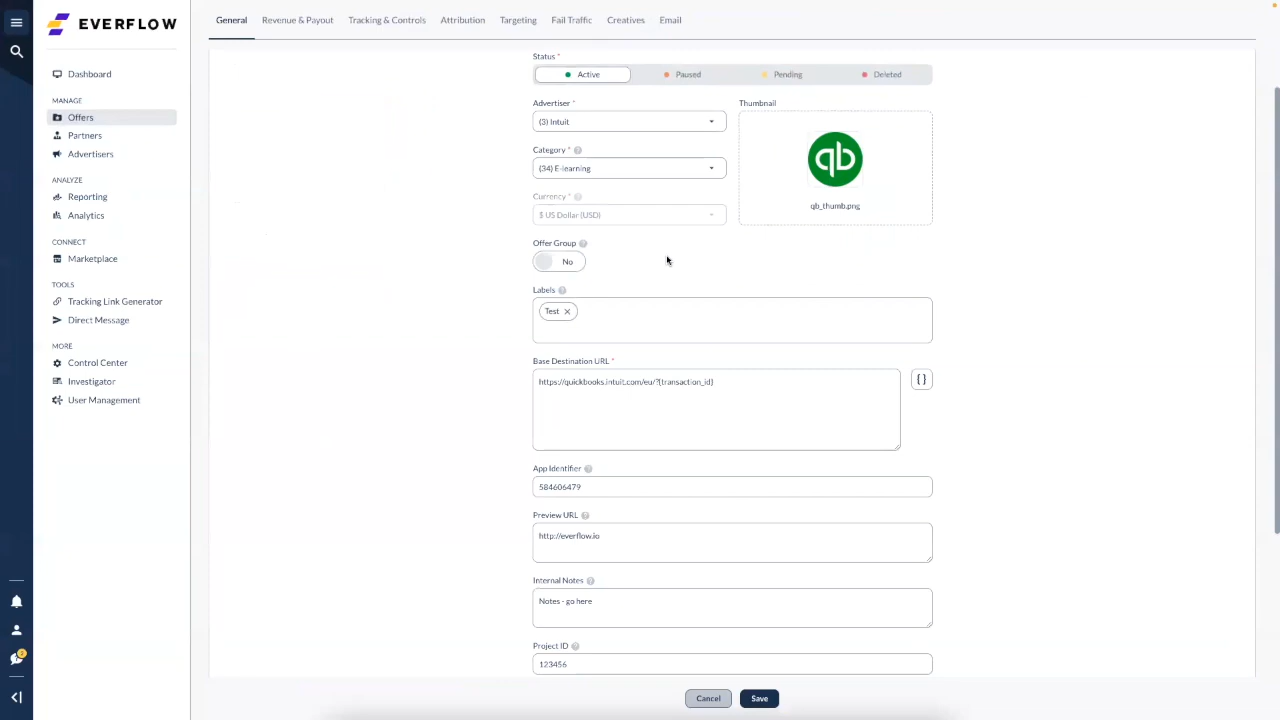 EVERFLOW
General Revenue & Payout Tracking & Controls Attribution Targeting Fail Traffic Creatives Email
Dashboard
MANAGE
Offers
Partners
Advertisers
ANALYZE
Reporting
Analytics
CONNECT
Marketplace
TOOLS
Tracking Link Generator
Direct Message
MORE
Control Center
Investigator
User Management
Status *
Active Paused Pending Deleted
Advertiser * Thumbnail
(3) Intuit
qb
Category *
(34) E-learning
Currency *
qb_thumb.png
$ US Dollar (USD)
Offer Group
No
Labels
Test
Base Destination URL *
https://quickbooks.intuit.com/eu/?{transaction_id}
{ }
App Identifier
584606479
Preview URL
http://everflow.io
Internal Notes
Notes - go here
Project ID
123456
Cancel Save